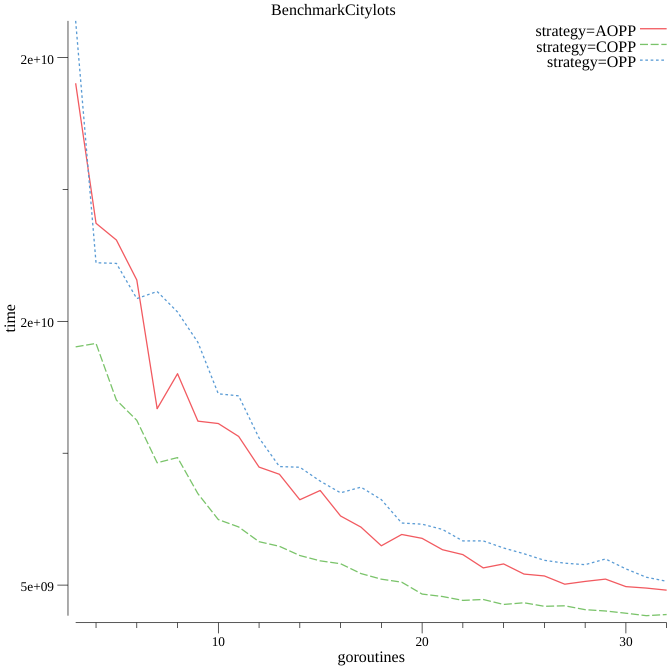 BenchmarkCitylots
strategy=AOPP
strategy=COPP
strategy=OPP
2e+10
2e+10
5e+09
time
10
20
30
goroutines